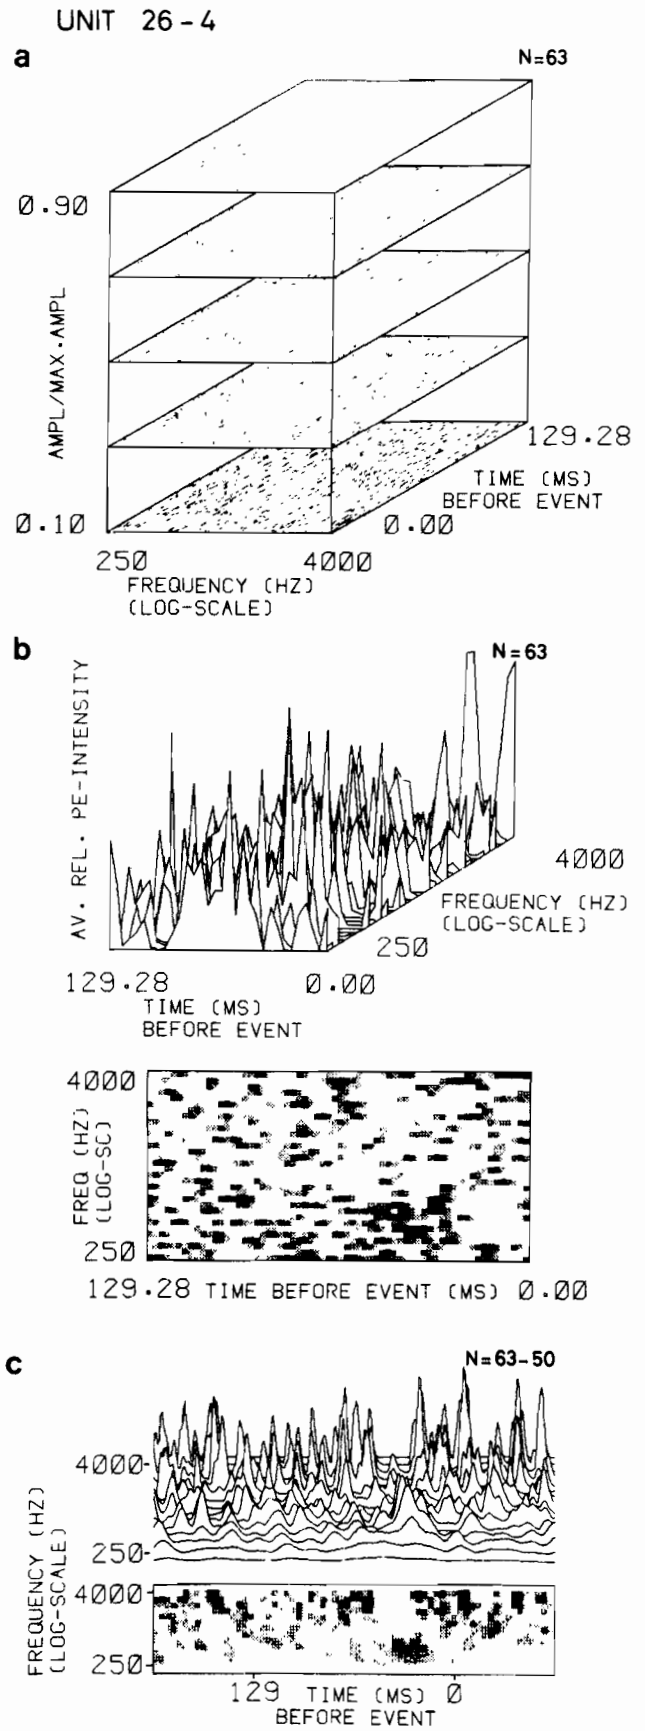 UNIT 26-4
a
N=63
0.90
AMPL/MAX.AMPL
129.28
TIME (MS)
BEFORE EVENT
0.10
0.00
250
4000
FREQUENCY (HZ)
(LOG-SCALE)
b
N=63
AV. REL. PE-INTENSITY
4000
FREQUENCY (HZ)
(LOG-SCALE)
250
129.28
0.00
TIME (MS)
BEFORE EVENT
4000
FREQ (HZ)
(LOG-SC)
250
129.28 TIME BEFORE EVENT (MS) 0.00
c
N=63-50
4000-
250-
FREQUENCY (HZ)
(LOG-SCALE)
4000-
250-
129 TIME (MS) 0
BEFORE EVENT